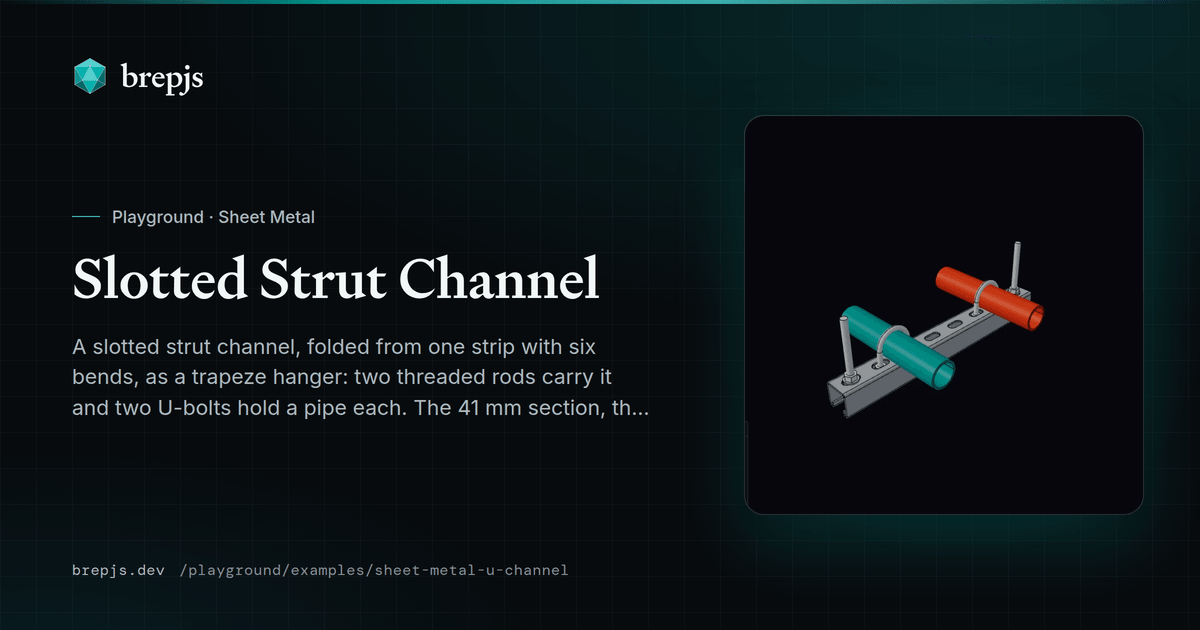 brepjs
Playground · Sheet Metal
Slotted Strut Channel
A slotted strut channel, folded from one strip with six
bends, as a trapeze hanger: two threaded rods carry it
and two U-bolts hold a pipe each. The 41 mm section, th...
brepjs.dev /playground/examples/sheet-metal-u-channel